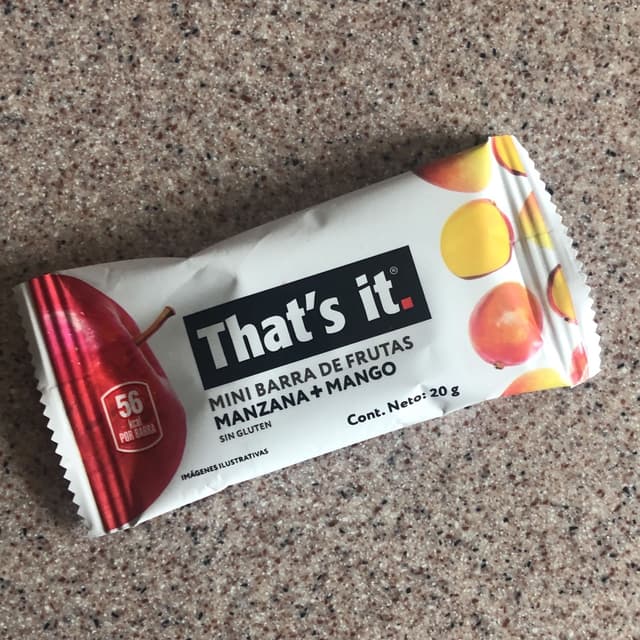 That's it.®
MINI BARRA DE FRUTAS
MANZANA + MANGO
SIN GLUTEN
Cont. Neto: 20 g
IMÁGENES ILUSTRATIVAS
56
kcal
POR BARRA